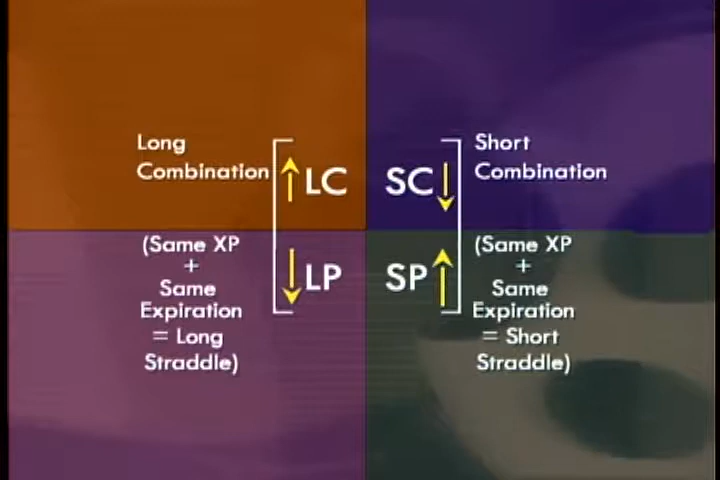 Long
Combination
LC
(Same XP
+
Same
Expiration
= Long
Straddle)
LP
SC
Short
Combination
SP
(Same XP
+
Same
Expiration
= Short
Straddle)